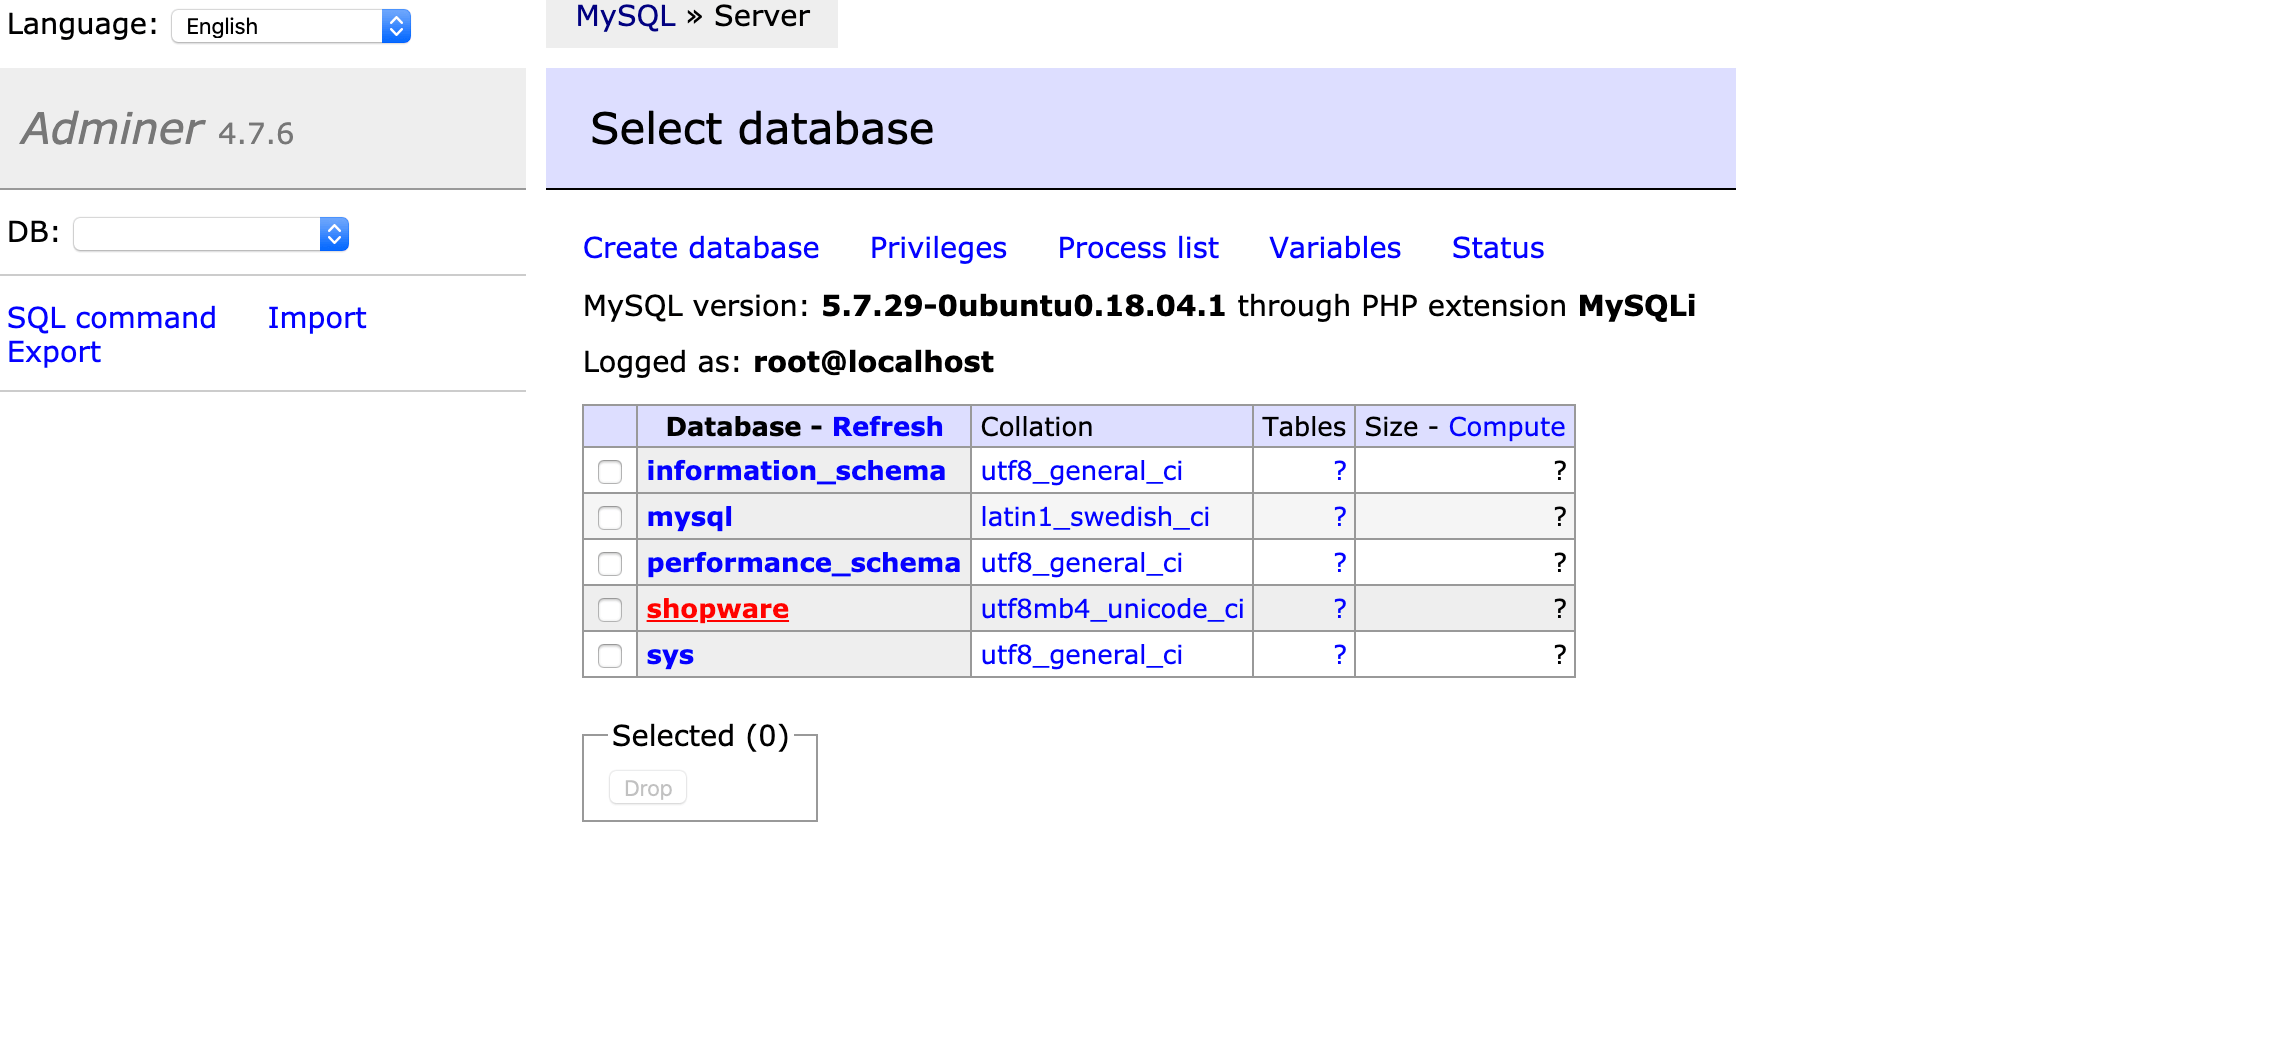 Language: English
MySQL » Server
Adminer 4.7.6
Select database
DB:
SQL command Import
Export
Create database Privileges Process list Variables Status
MySQL version: 5.7.29-0ubuntu0.18.04.1 through PHP extension MySQLi
Logged as: root@localhost
Database - Refresh Collation Tables Size - Compute
information_schema utf8_general_ci ? ?
mysql latin1_swedish_ci ? ?
performance_schema utf8_general_ci ? ?
shopware utf8mb4_unicode_ci ? ?
sys utf8_general_ci ? ?
Selected (0)
Drop